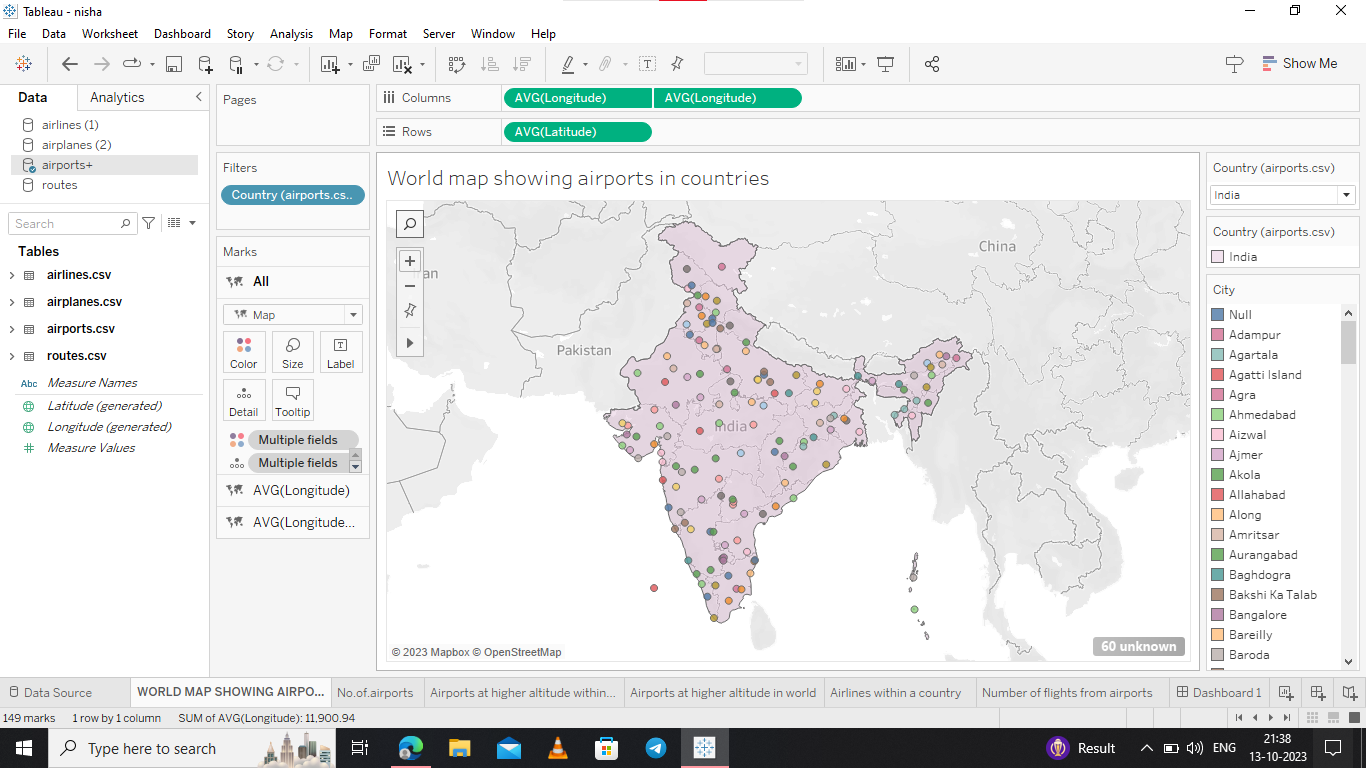 Tableau - nisha
File Data Worksheet Dashboard Story Analysis Map Format Server Window Help
Show Me
Data Analytics
airlines (1)
airplanes (2)
airports+
routes
Search
Tables
airlines.csv
airplanes.csv
airports.csv
routes.csv
Abc Measure Names
Latitude (generated)
Longitude (generated)
Measure Values
Pages
Filters
Country (airports.cs..
Marks
All
Map
Color Size Label
Detail Tooltip
Multiple fields
Multiple fields
AVG(Longitude)
AVG(Longitude...
Columns AVG(Longitude) AVG(Longitude)
Rows AVG(Latitude)
World map showing airports in countries
China
Pakistan
India
© 2023 Mapbox © OpenStreetMap
60 unknown
Country (airports.csv)
India
Country (airports.csv)
India
City
Null
Adampur
Agartala
Agatti Island
Agra
Ahmedabad
Aizwal
Ajmer
Akola
Allahabad
Along
Amritsar
Aurangabad
Baghdogra
Bakshi Ka Talab
Bangalore
Bareilly
Baroda
Data Source WORLD MAP SHOWING AIRPO... No.of.airports Airports at higher altitude within... Airports at higher altitude in world Airlines within a country Number of flights from airports Dashboard 1
149 marks 1 row by 1 column SUM of AVG(Longitude): 11,900.94
Type here to search
Result
ENG
21:38
13-10-2023